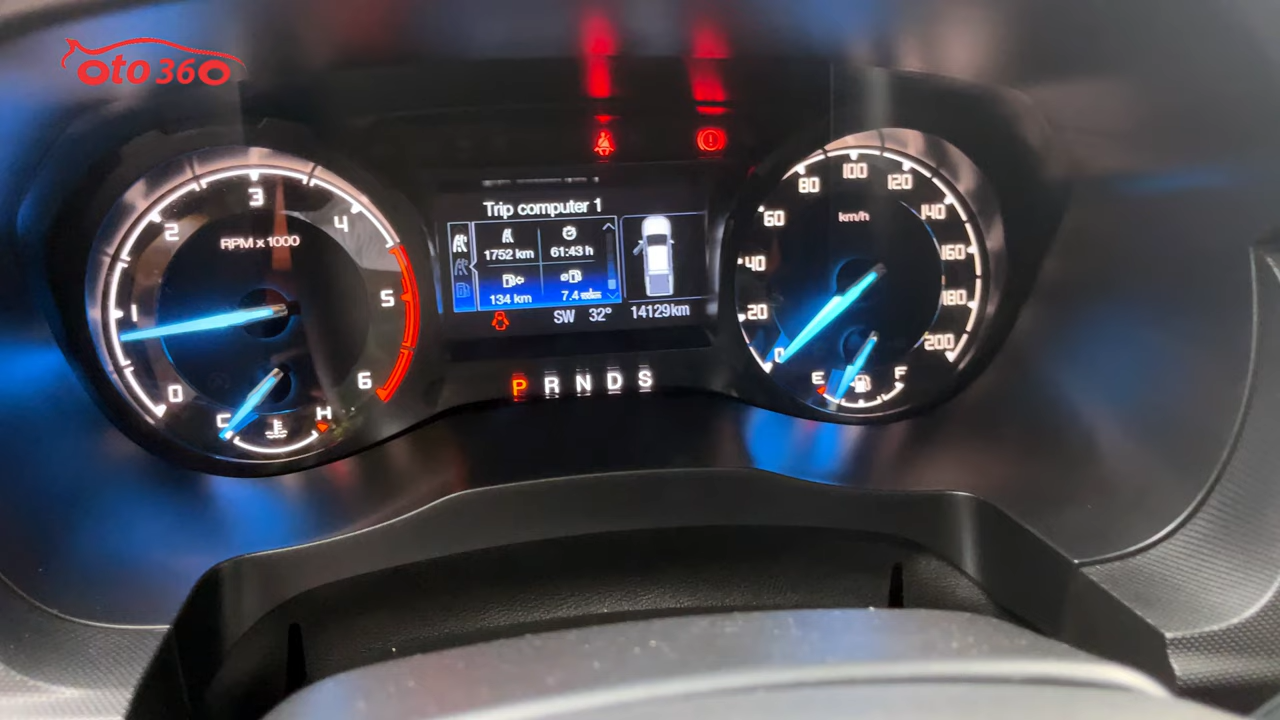 oto360
0
1
2
3
4
5
6
RPM x 1000
C
H
Trip computer 1
1752 km
61:43 h
134 km
7.4 l/100km
SW 32° 14129km
P R N D S
0
20
40
60
80
100
120
140
160
180
200
km/h
E
F